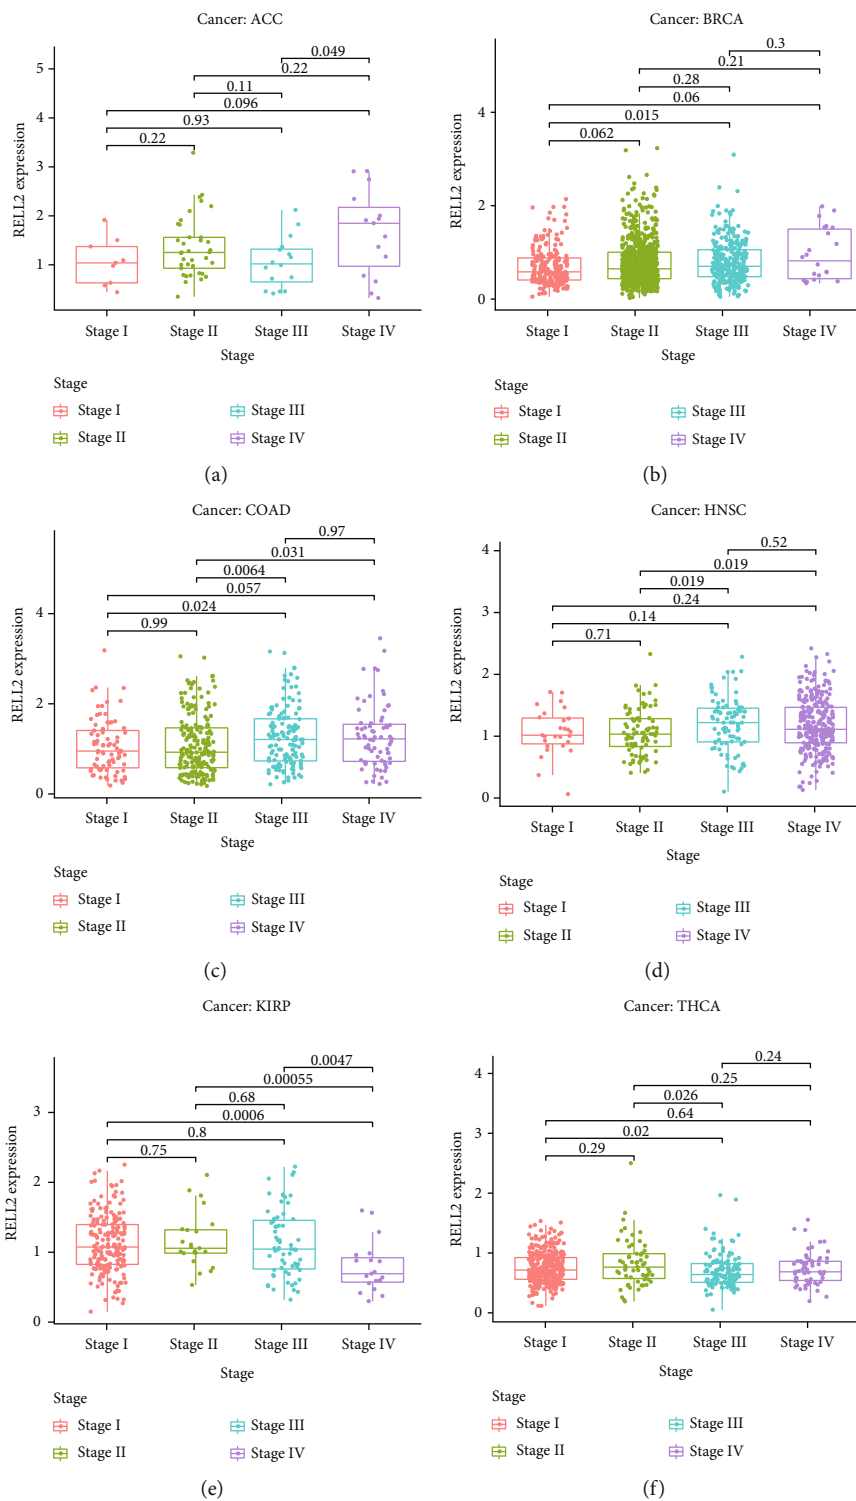 Cancer: ACC
RELL2 expression
5
4
3
2
1
0.049
0.22
0.11
0.096
0.93
0.22
Stage I
Stage II
Stage III
Stage IV
Stage
Stage
Stage I
Stage III
Stage II
Stage IV
(a)
Cancer: BRCA
RELL2 expression
4
2
0
0.3
0.21
0.28
0.06
0.015
0.062
Stage I
Stage II
Stage III
Stage IV
Stage
Stage
Stage I
Stage III
Stage II
Stage IV
(b)
Cancer: COAD
RELL2 expression
4
2
0
0.97
0.031
0.0064
0.057
0.024
0.99
Stage I
Stage II
Stage III
Stage IV
Stage
Stage
Stage I
Stage III
Stage II
Stage IV
(c)
Cancer: HNSC
RELL2 expression
4
3
2
1
0
0.52
0.019
0.019
0.24
0.14
0.71
Stage I
Stage II
Stage III
Stage IV
Stage
Stage
Stage I
Stage III
Stage II
Stage IV
(d)
Cancer: KIRP
RELL2 expression
3
2
1
0
0.0047
0.00055
0.68
0.0006
0.8
0.75
Stage I
Stage II
Stage III
Stage IV
Stage
Stage
Stage I
Stage III
Stage II
Stage IV
(e)
Cancer: THCA
RELL2 expression
4
3
2
1
0
0.24
0.25
0.026
0.64
0.02
0.29
Stage I
Stage II
Stage III
Stage IV
Stage
Stage
Stage I
Stage III
Stage II
Stage IV
(f)